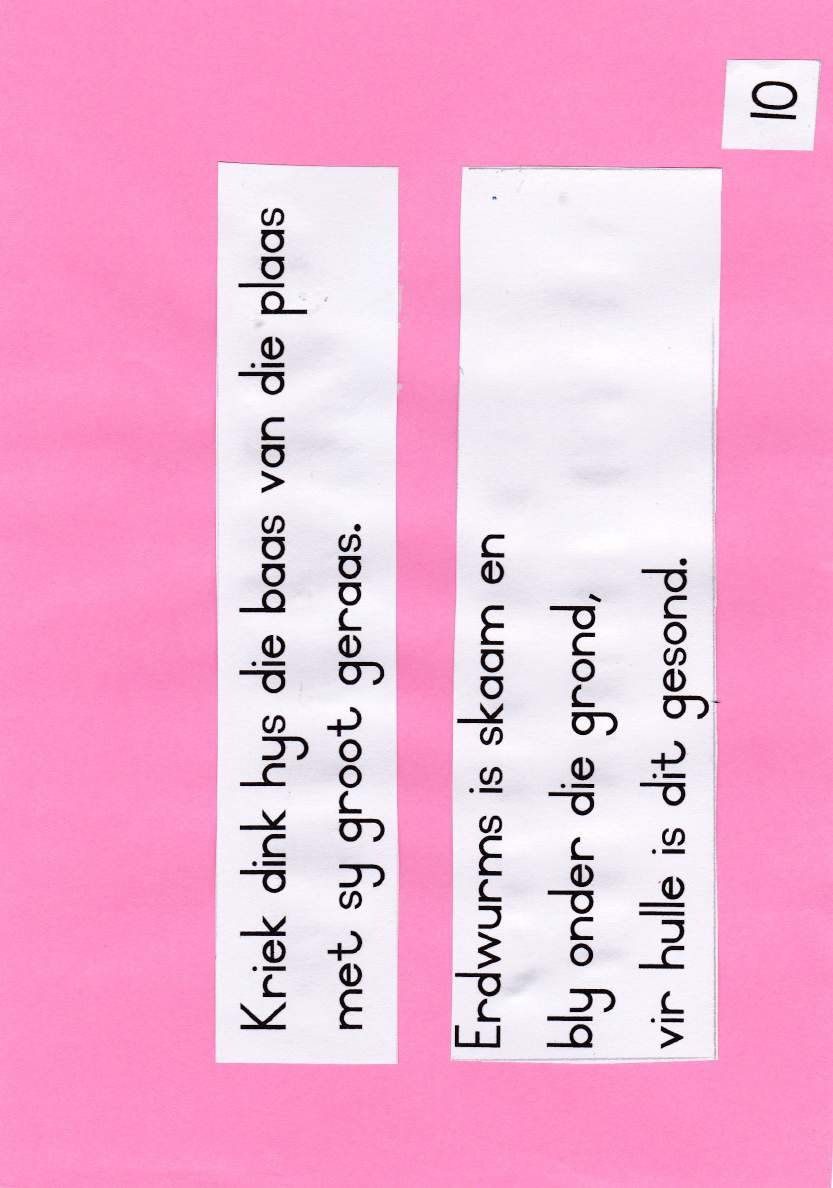 Kriek dink hys die baas van die plaas
met sy groot geraas.
Erdwurms is skaam en
bly onder die grond,
vir hulle is dit gesond.
10